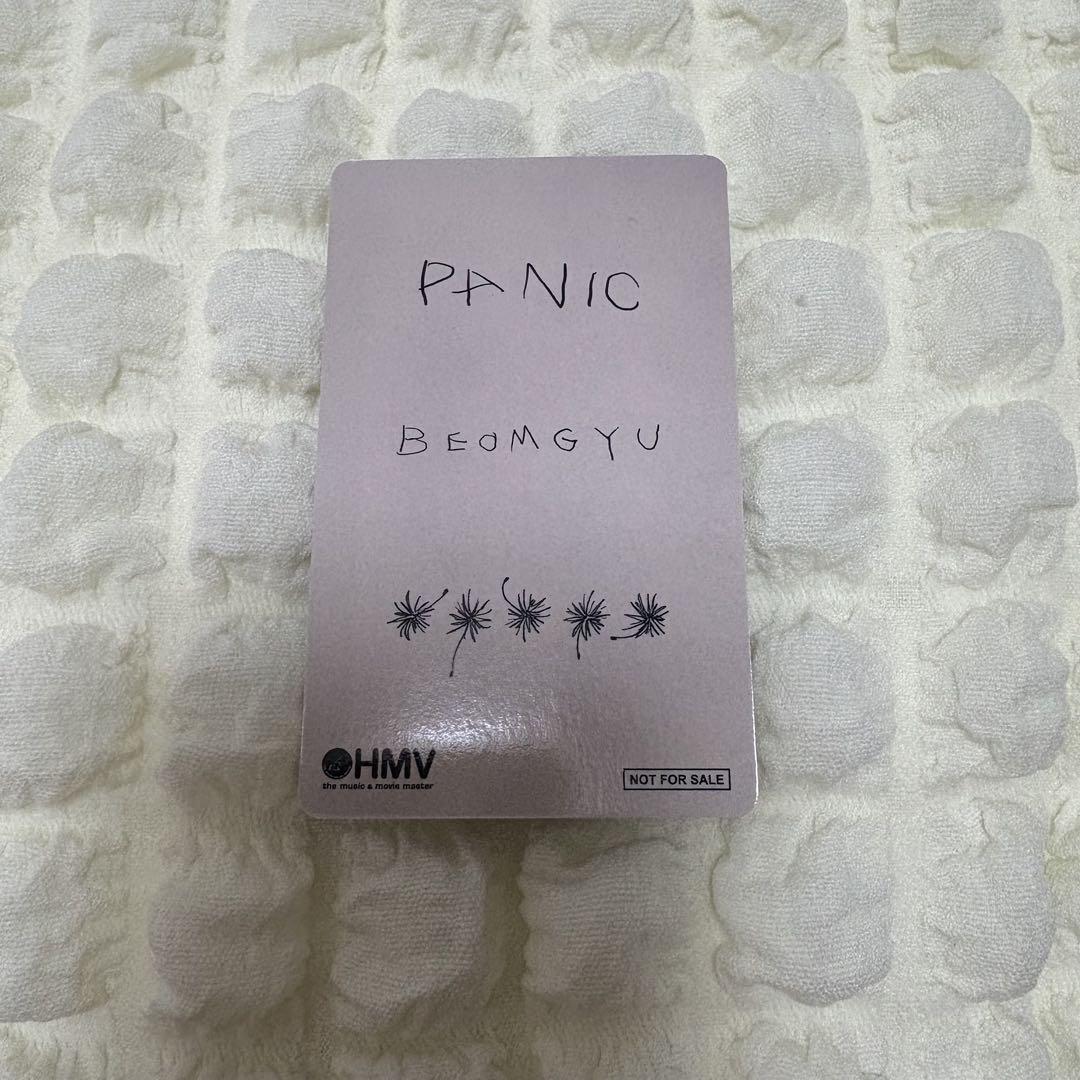 PANIC
BEOMGYU
HMV
the music & movie master
NOT FOR SALE